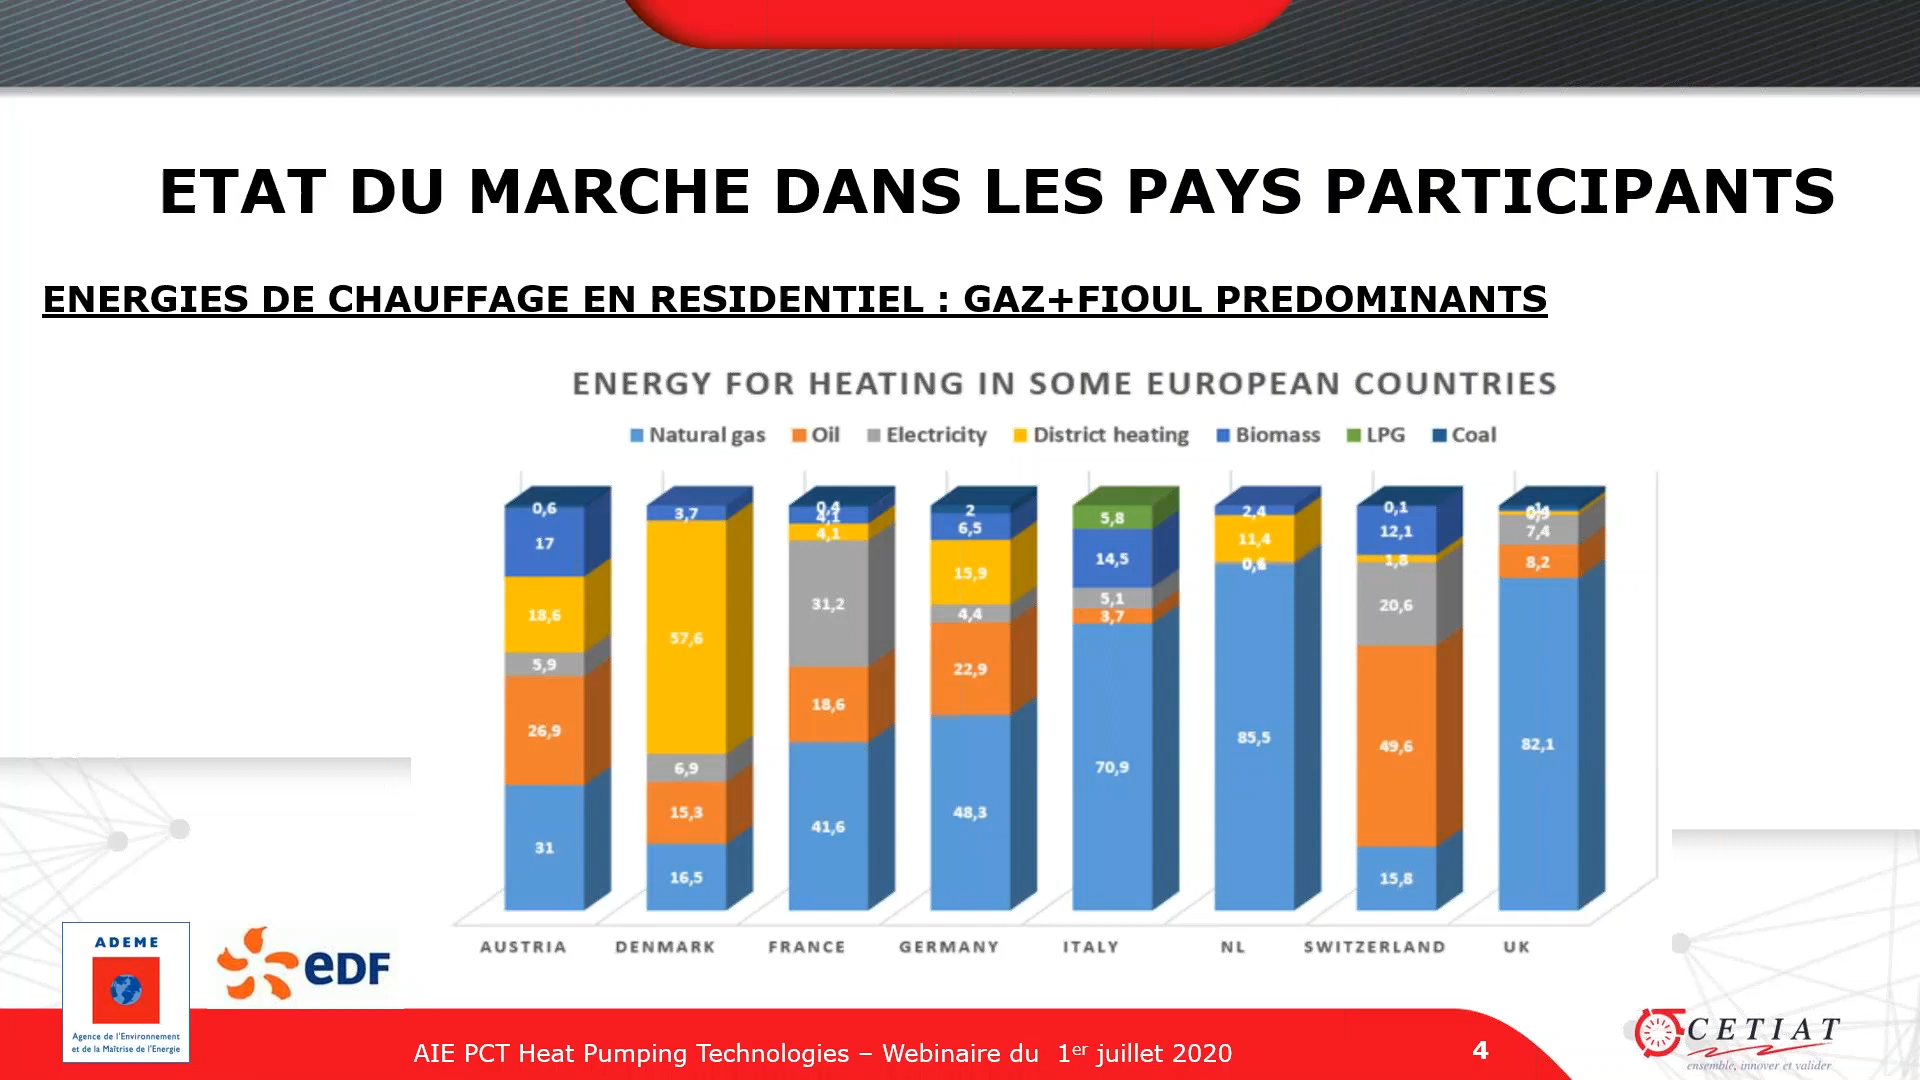 ETAT DU MARCHE DANS LES PAYS PARTICIPANTS
ENERGIES DE CHAUFFAGE EN RESIDENTIEL : GAZ+FIOUL PREDOMINANTS
ENERGY FOR HEATING IN SOME EUROPEAN COUNTRIES
Natural gas Oil Electricity District heating Biomass LPG Coal
0,6 17 18,6 5,9 26,9 31
3,7 57,6 6,9 15,3 16,5
0,4 4,1 4,1 31,2 18,6 41,6
2 6,5 15,9 4,4 22,9 48,3
5,8 14,5 5,1 3,7 70,9
2,4 11,4 85,5
0,1 12,1 1,8 20,6 49,6 15,8
7,4 8,2 82,1
AUSTRIA DENMARK FRANCE GERMANY ITALY NL SWITZERLAND UK
ADEME
Agence de l'Environnement
et de la Maîtrise de l'Energie
eDF
AIE PCT Heat Pumping Technologies – Webinaire du 1er juillet 2020
4
CETIAT
ensemble, innover et valider